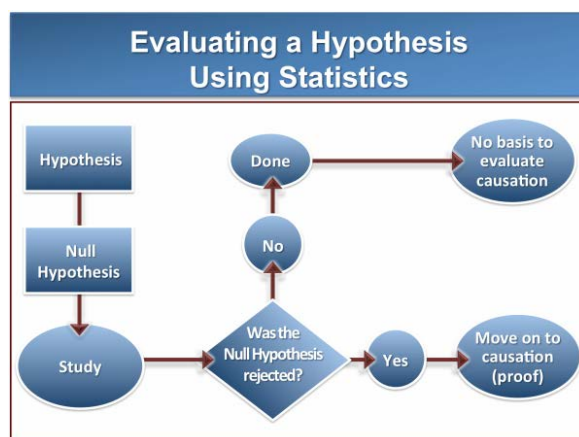 Evaluating a Hypothesis
Using Statistics
Hypothesis
Null
Hypothesis
Study
Was the
Null Hypothesis
rejected?
No
Done
No basis to
evaluate
causation
Yes
Move on to
causation
(proof)